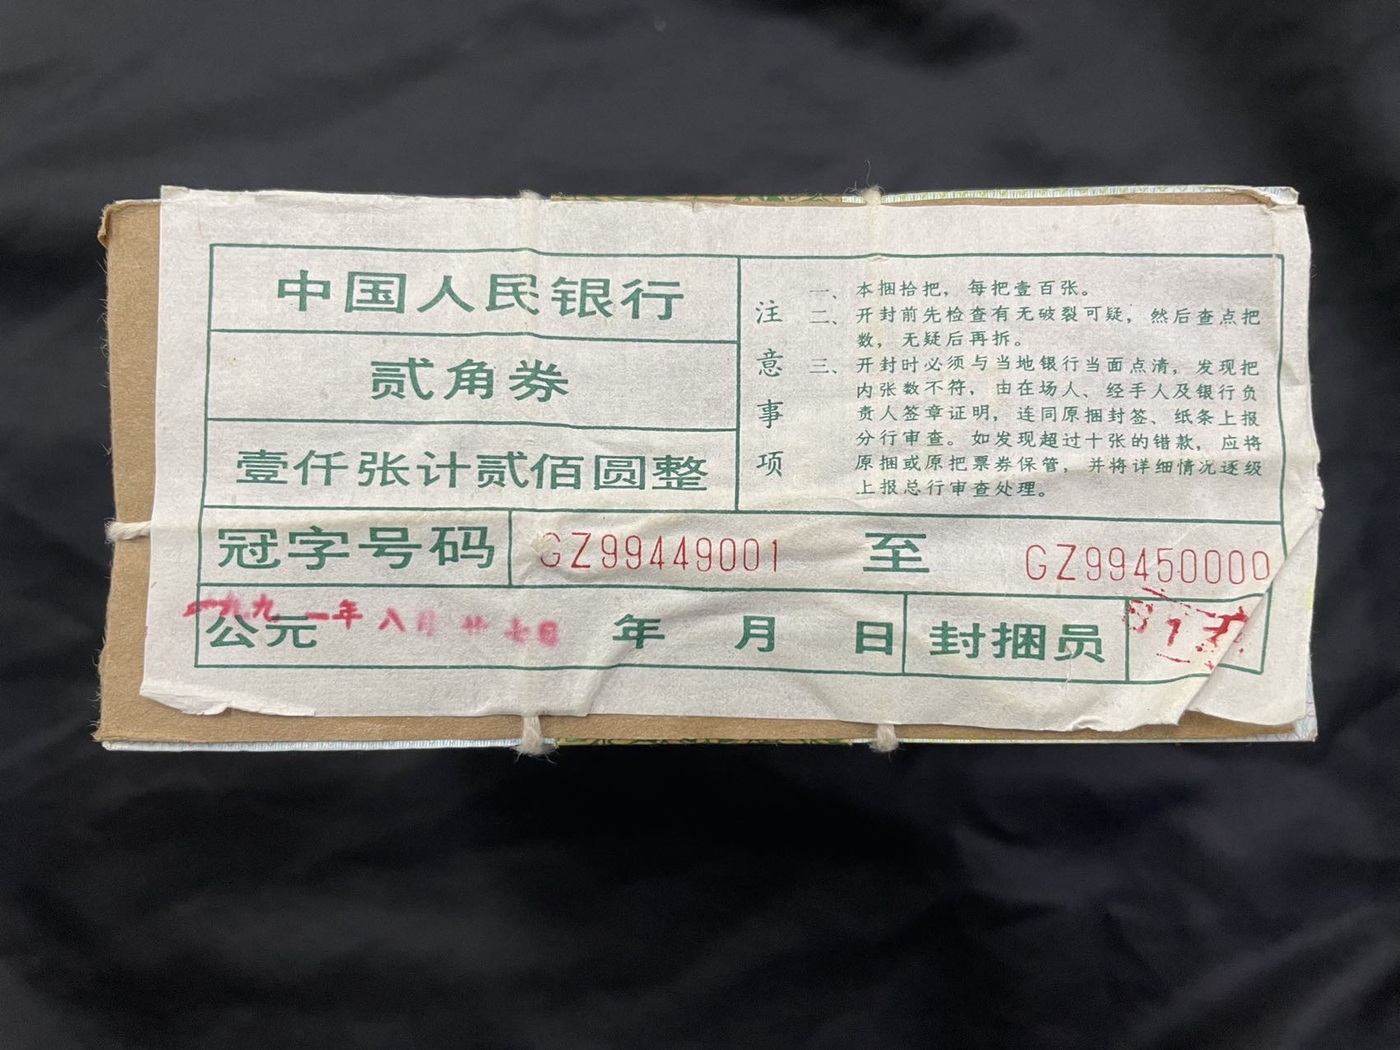 中国人民银行
贰角券
壹仟张计贰佰圆整
注意事项
一、本捆拾把，每把壹百张。
二、开封前先检查有无破裂可疑，然后查点把
数，无疑后再拆。
三、开封时必须与当地银行当面点清，发现把
内张数不符，由在场人、经手人及银行负
责人签章证明，连同原捆封签、纸条上报
分行审查。如发现超过十张的错款，应将
原捆或原把票券保管，并将详细情况逐级
上报总行审查处理。
冠字号码 GZ99449001 至 GZ99450000
公元 年 月 日 封捆员
一九九一年八月廿七日